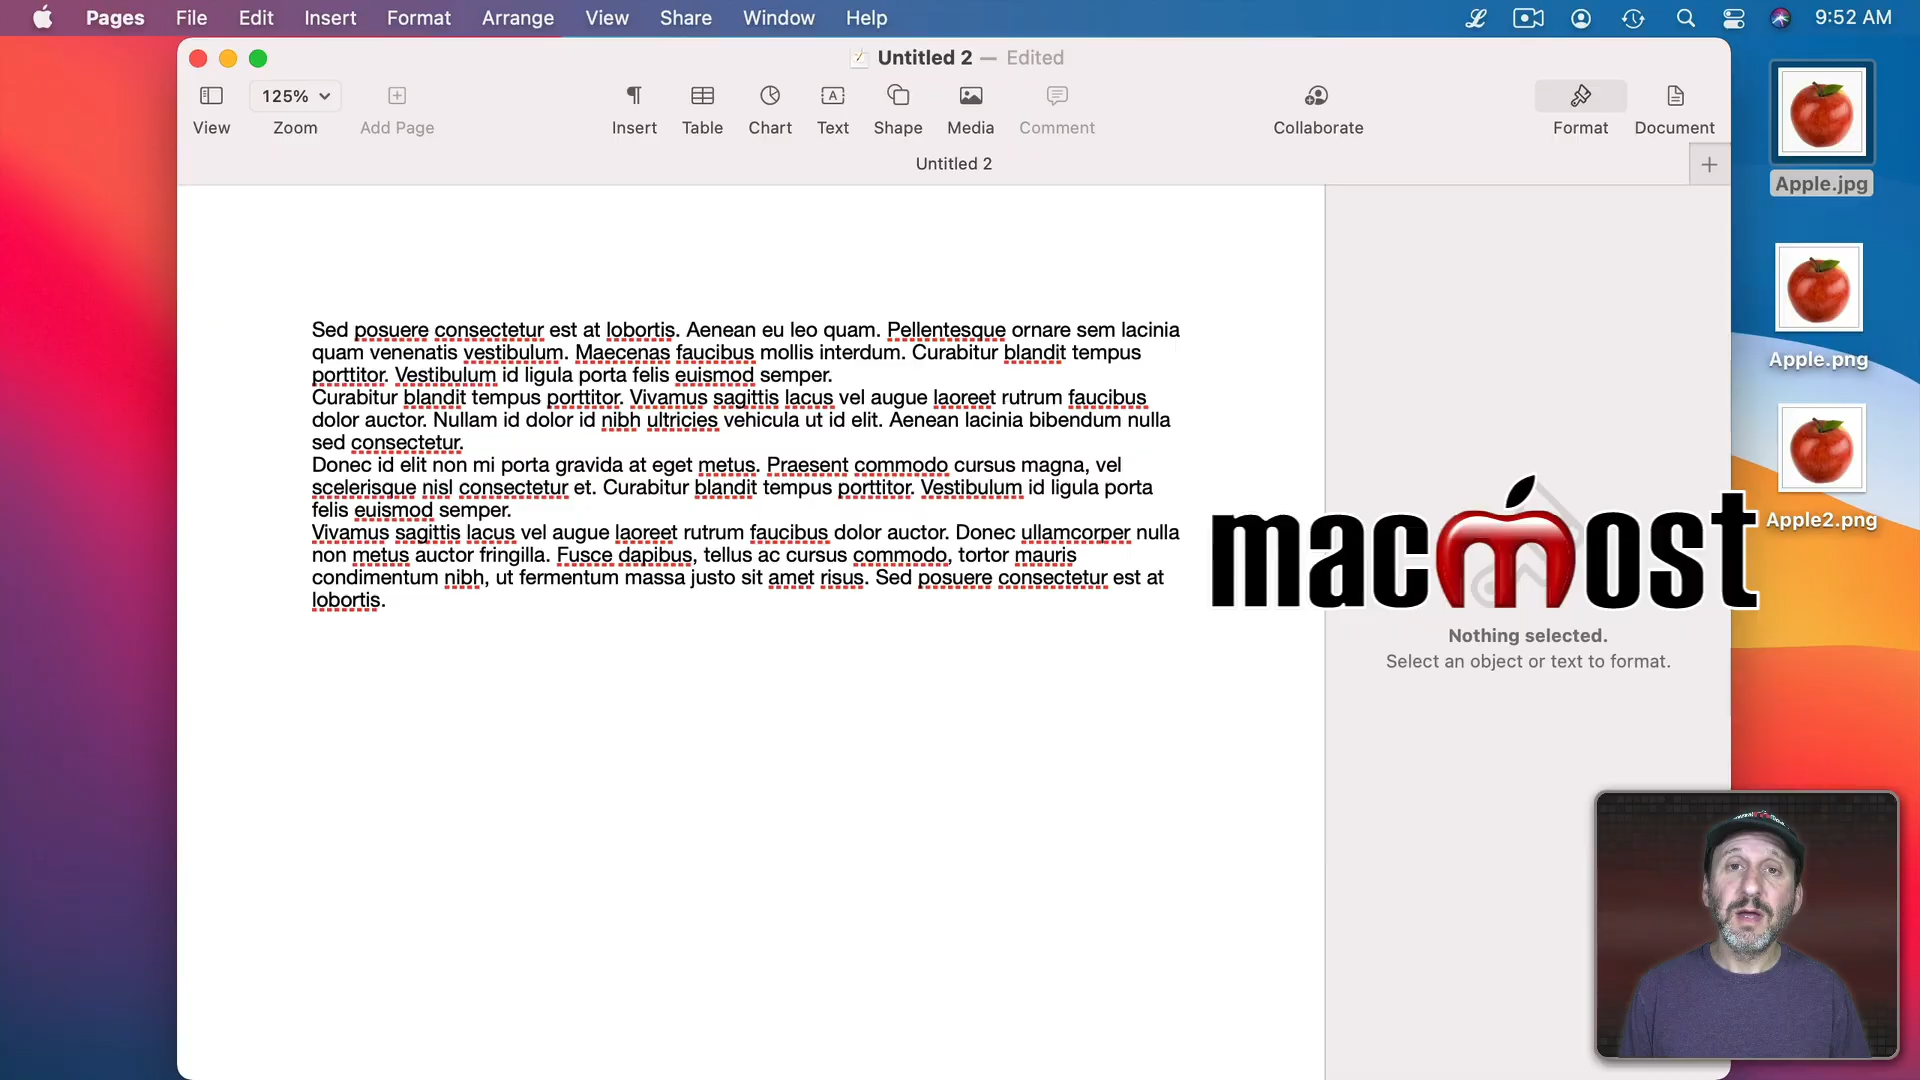 Pages File Edit Insert Format Arrange View Share Window Help 9:52 AM
Untitled 2 — Edited
125%
View Zoom Add Page Insert Table Chart Text Shape Media Comment Collaborate Format Document
Untitled 2
Sed posuere consectetur est at lobortis. Aenean eu leo quam. Pellentesque ornare sem lacinia
quam venenatis vestibulum. Maecenas faucibus mollis interdum. Curabitur blandit tempus
porttitor. Vestibulum id ligula porta felis euismod semper.
Curabitur blandit tempus porttitor. Vivamus sagittis lacus vel augue laoreet rutrum faucibus
dolor auctor. Nullam id dolor id nibh ultricies vehicula ut id elit. Aenean lacinia bibendum nulla
sed consectetur.
Donec id elit non mi porta gravida at eget metus. Praesent commodo cursus magna, vel
scelerisque nisl consectetur et. Curabitur blandit tempus porttitor. Vestibulum id ligula porta
felis euismod semper.
Vivamus sagittis lacus vel augue laoreet rutrum faucibus dolor auctor. Donec ullamcorper nulla
non metus auctor fringilla. Fusce dapibus, tellus ac cursus commodo, tortor mauris
condimentum nibh, ut fermentum massa justo sit amet risus. Sed posuere consectetur est at
lobortis.
macmost
Nothing selected.
Select an object or text to format.
Apple.jpg
Apple.png
Apple2.png